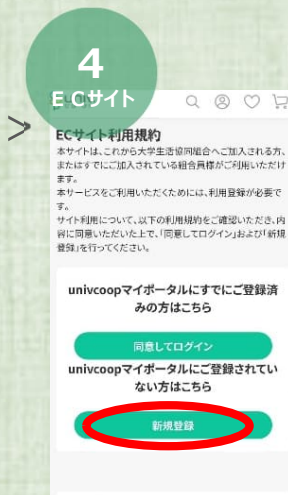 4
ECサイト
ECサイト利用規約
本サイトは、これから大学生活協同組合へご加入される方、
またはすでにご加入されている組合員様がご利用いただけ
ます。
本サービスをご利用いただくためには、利用登録が必要で
す。
サイト利用について、以下の利用規約をご確認いただき、内
容に同意いただいた上で、「同意してログイン」および「新規
登録」を行ってください。
univcoopマイポータルにすでにご登録済
みの方はこちら
同意してログイン
univcoopマイポータルにご登録されてい
ない方はこちら
新規登録